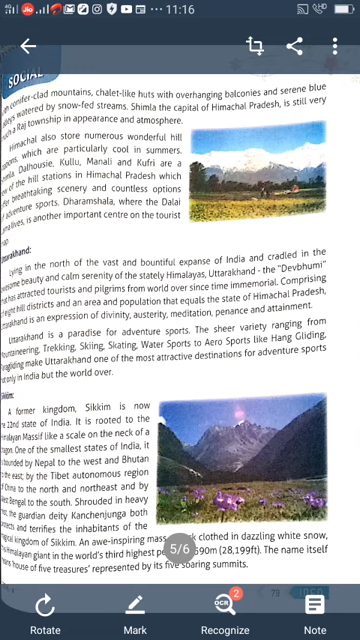 4G
Jio
11:16
SOCIAL
conifer-clad mountains, chalet-like huts with overhanging balconies and serene blue
watered by snow-fed streams. Shimla the capital of Himachal Pradesh, is still very
such a Raj township in appearance and atmosphere.
Himachal also store numerous wonderful hill
which are particularly cool in summers.
Dalhousie, Kullu, Manali and Kufri are a
of the hill stations in Himachal Pradesh which
offer breathtaking scenery and countless options
adventure sports. Dharamshala, where the Dalai
Lama lives, is another important centre on the tourist
map.
Uttarakhand:
Lying in the north of the vast and bountiful expanse of India and cradled in the
awesome beauty and calm serenity of the stately Himalayas, Uttarakhand - the "Devbhumi"
that has attracted tourists and pilgrims from world over since time immemorial. Comprising
of eight hill districts and an area and population that equals the state of Himachal Pradesh,
Uttarakhand is an expression of divinity, austerity, meditation, penance and attainment.
Uttarakhand is a paradise for adventure sports. The sheer variety ranging from
Mountaineering, Trekking, Skiing, Skating, Water Sports to Aero Sports like Hang Gliding,
Paragliding make Uttarakhand one of the most attractive destinations for adventure sports
not only in India but the world over.
Sikkim:
A former kingdom, Sikkim is now
22nd state of India. It is rooted to the
Himalayan Massif like a scale on the neck of a
dragon. One of the smallest states of India, it
bounded by Nepal to the west and Bhutan
the east; by the Tibet autonomous region
of China to the north and northeast and by
West Bengal to the south. Shrouded in heavy
the guardian deity Kanchenjunga both
protects and terrifies the inhabitants of the
magical kingdom of Sikkim. An awe-inspiring clothed in dazzling white snow,
Himalayan giant in the world's third highest (28,199ft). The name itself
'house of five treasures' represented by its five soaring summits.
5/6
73
Rotate
Mark
OCR
2
Recognize
Note